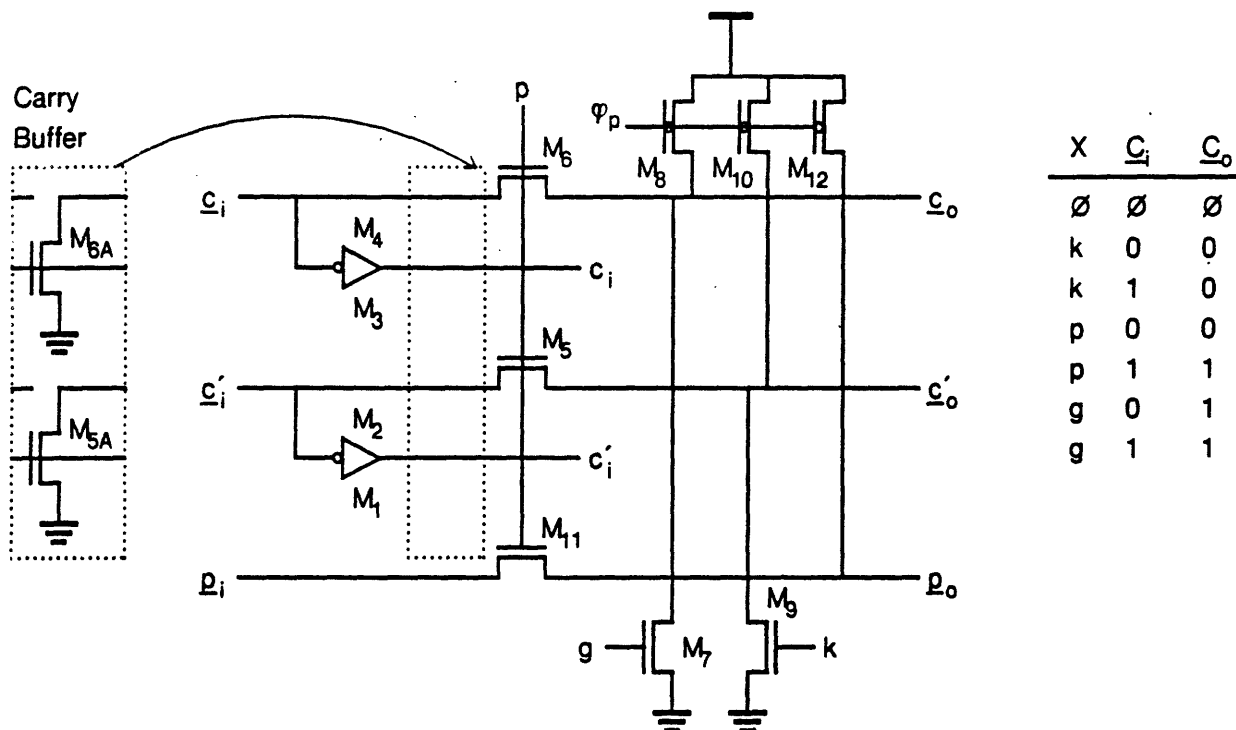 Carry
Buffer
M6A
M5A
p
φp
M6
M8
M10
M12
ci
co
M4
ci
M3
M5
c′i
c′o
M2
c′i
M1
M11
pi
po
M9
g
M7
k
X Ci Co
Ø Ø Ø
k 0 0
k 1 0
p 0 0
p 1 1
g 0 1
g 1 1